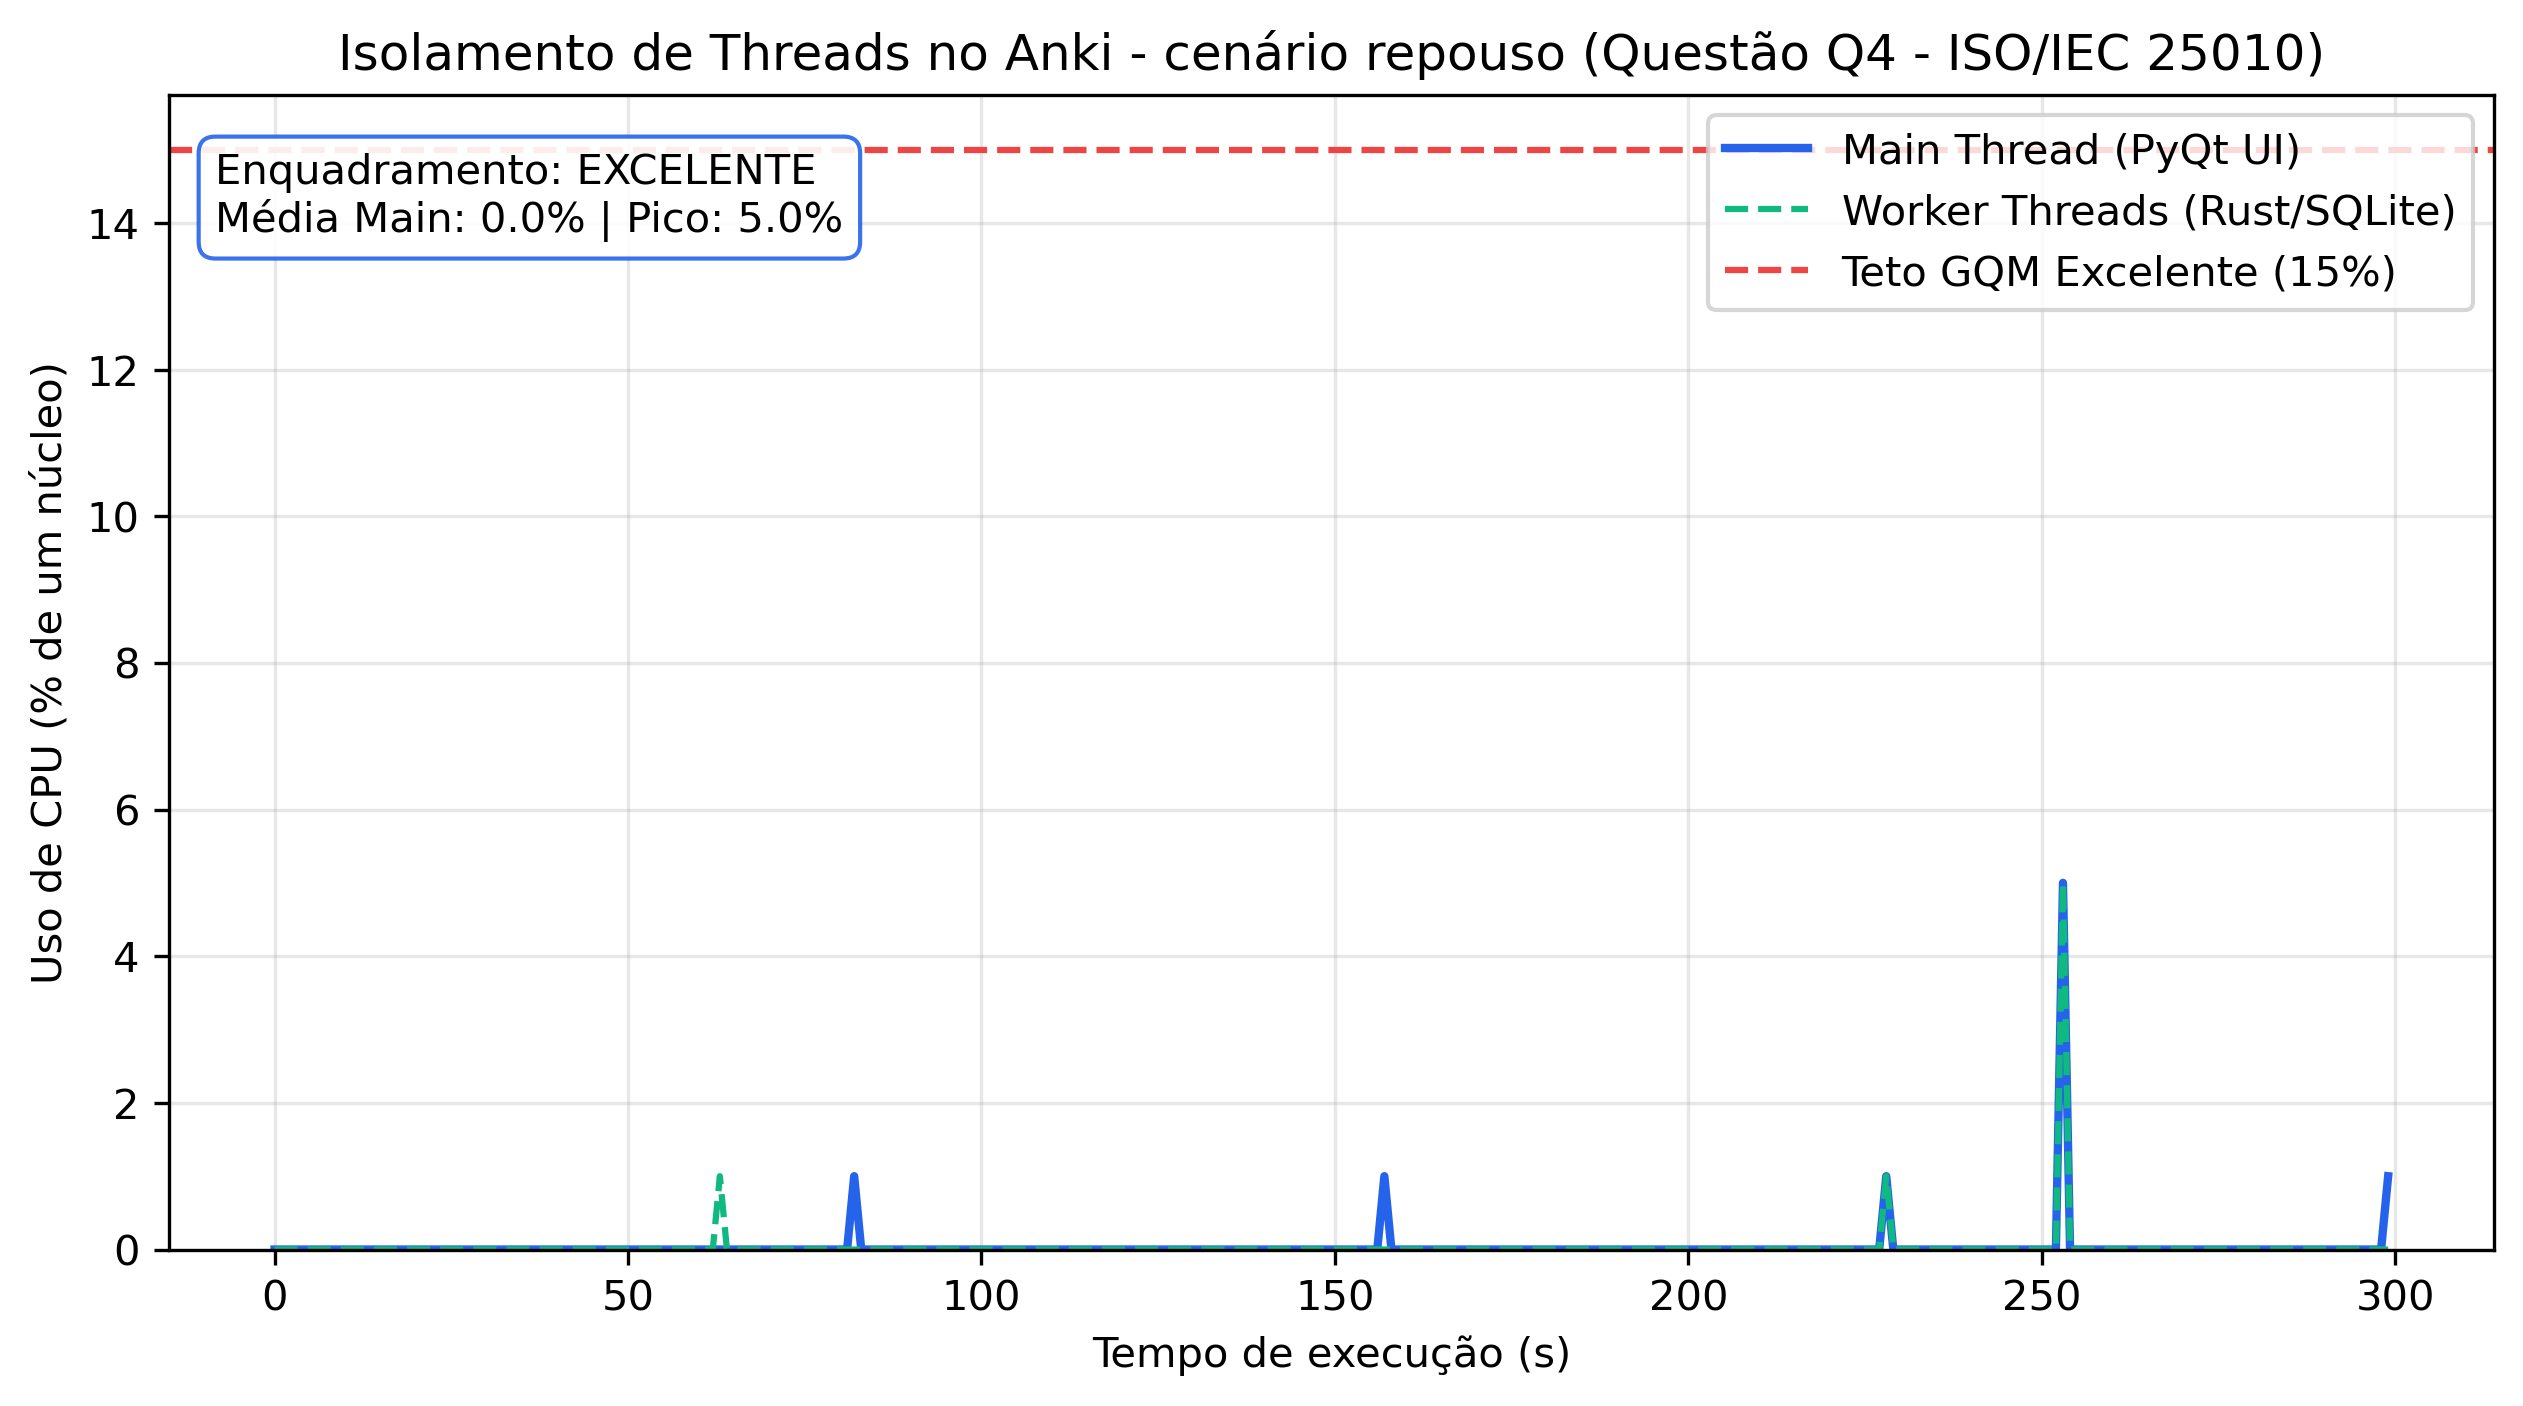 Isolamento de Threads no Anki - cenário repouso (Questão Q4 - ISO/IEC 25010)
Enquadramento: EXCELENTE
Média Main: 0.0% | Pico: 5.0%
Main Thread (PyQt UI)
Worker Threads (Rust/SQLite)
Teto GQM Excelente (15%)
Uso de CPU (% de um núcleo)
14
12
10
8
6
4
2
0
0 50 100 150 200 250 300
Tempo de execução (s)